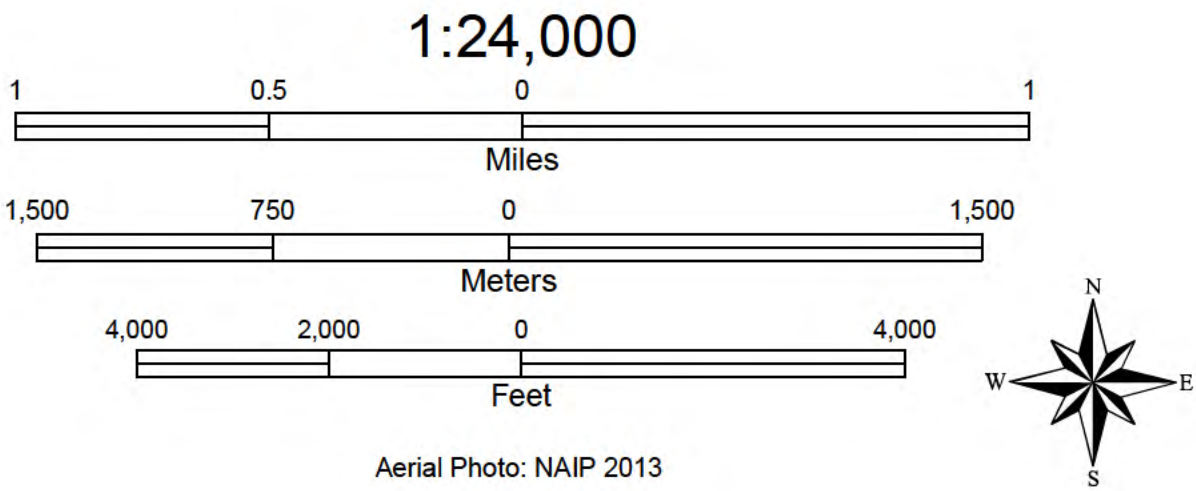 1:24,000
1 0.5 0 1
Miles
1,500 750 0 1,500
Meters
4,000 2,000 0 4,000
Feet
N
W E
S
Aerial Photo: NAIP 2013